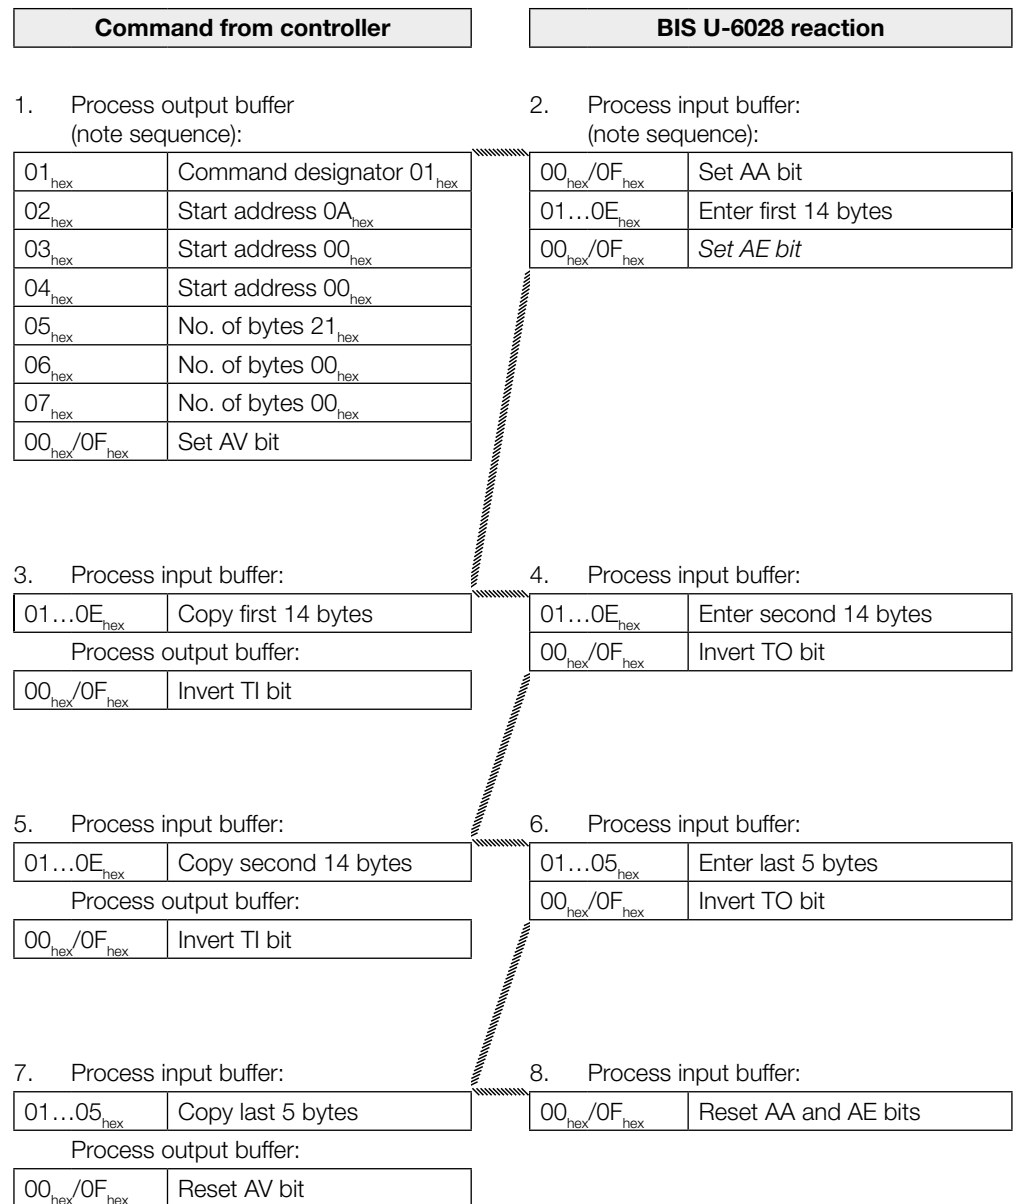 Command from controller
BIS U-6028 reaction
1. Process output buffer
(note sequence):
01hex Command designator 01hex
02hex Start address 0Ahex
03hex Start address 00hex
04hex Start address 00hex
05hex No. of bytes 21hex
06hex No. of bytes 00hex
07hex No. of bytes 00hex
00hex/0Fhex Set AV bit
2. Process input buffer:
(note sequence):
00hex/0Fhex Set AA bit
01…0Ehex Enter first 14 bytes
00hex/0Fhex Set AE bit
3. Process input buffer:
01…0Ehex Copy first 14 bytes
Process output buffer:
00hex/0Fhex Invert TI bit
4. Process input buffer:
01…0Ehex Enter second 14 bytes
00hex/0Fhex Invert TO bit
5. Process input buffer:
01…0Ehex Copy second 14 bytes
Process output buffer:
00hex/0Fhex Invert TI bit
6. Process input buffer:
01…05hex Enter last 5 bytes
00hex/0Fhex Invert TO bit
7. Process input buffer:
01…05hex Copy last 5 bytes
Process output buffer:
00hex/0Fhex Reset AV bit
8. Process input buffer:
00hex/0Fhex Reset AA and AE bits